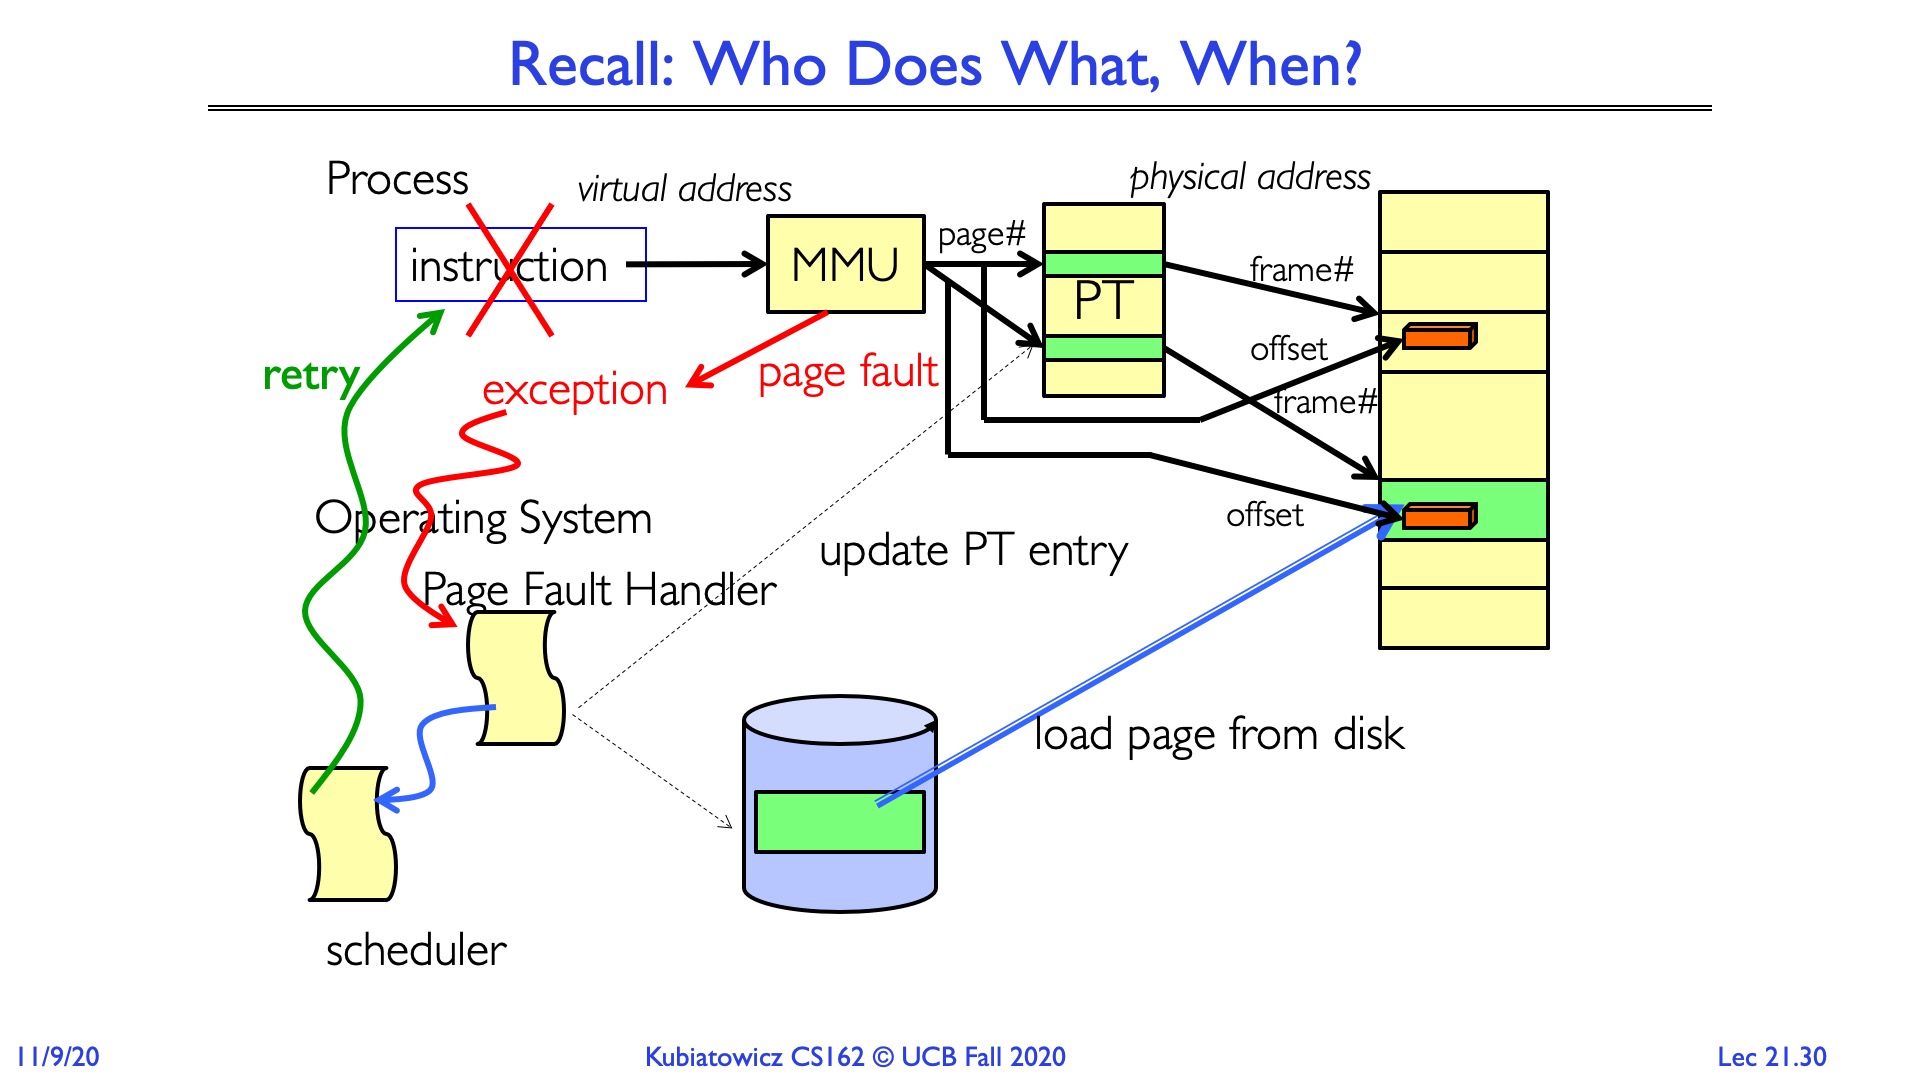 Recall: Who Does What, When?
Process
virtual address
physical address
instruction
MMU
page#
PT
frame#
offset
frame#
retry
exception
page fault
offset
Operating System
update PT entry
Page Fault Handler
load page from disk
scheduler
11/9/20
Kubiatowicz CS162 © UCB Fall 2020
Lec 21.30